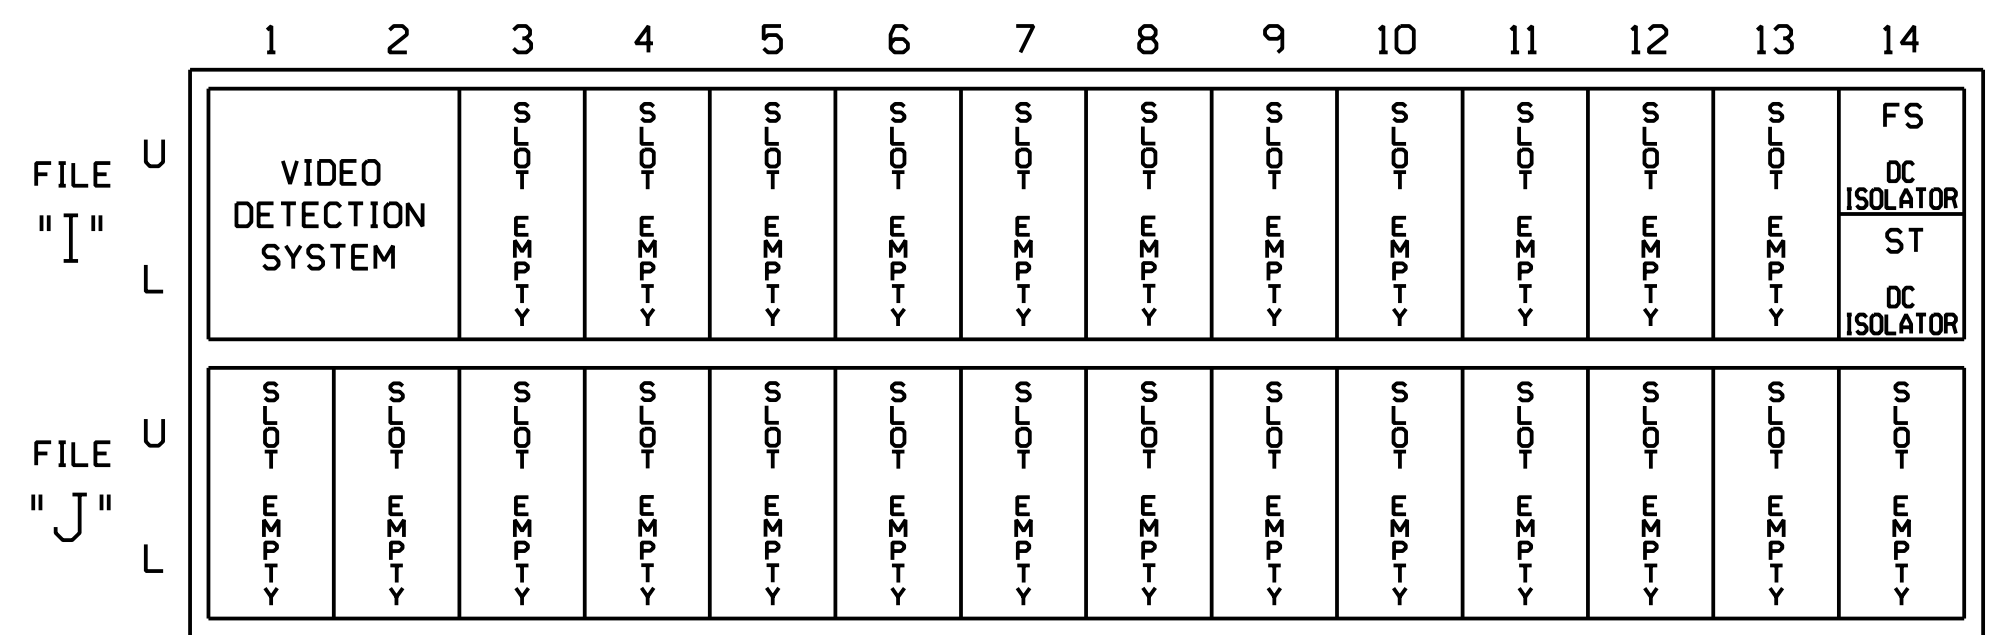 1 2 3 4 5 6 7 8 9 10 11 12 13 14
FILE
"I"
U
L
VIDEO
DETECTION
SYSTEM
SLOT EMPTY
SLOT EMPTY
SLOT EMPTY
SLOT EMPTY
SLOT EMPTY
SLOT EMPTY
SLOT EMPTY
SLOT EMPTY
SLOT EMPTY
SLOT EMPTY
SLOT EMPTY
FS
DC
ISOLATOR
ST
DC
ISOLATOR
FILE
"J"
U
L
SLOT EMPTY
SLOT EMPTY
SLOT EMPTY
SLOT EMPTY
SLOT EMPTY
SLOT EMPTY
SLOT EMPTY
SLOT EMPTY
SLOT EMPTY
SLOT EMPTY
SLOT EMPTY
SLOT EMPTY
SLOT EMPTY
SLOT EMPTY